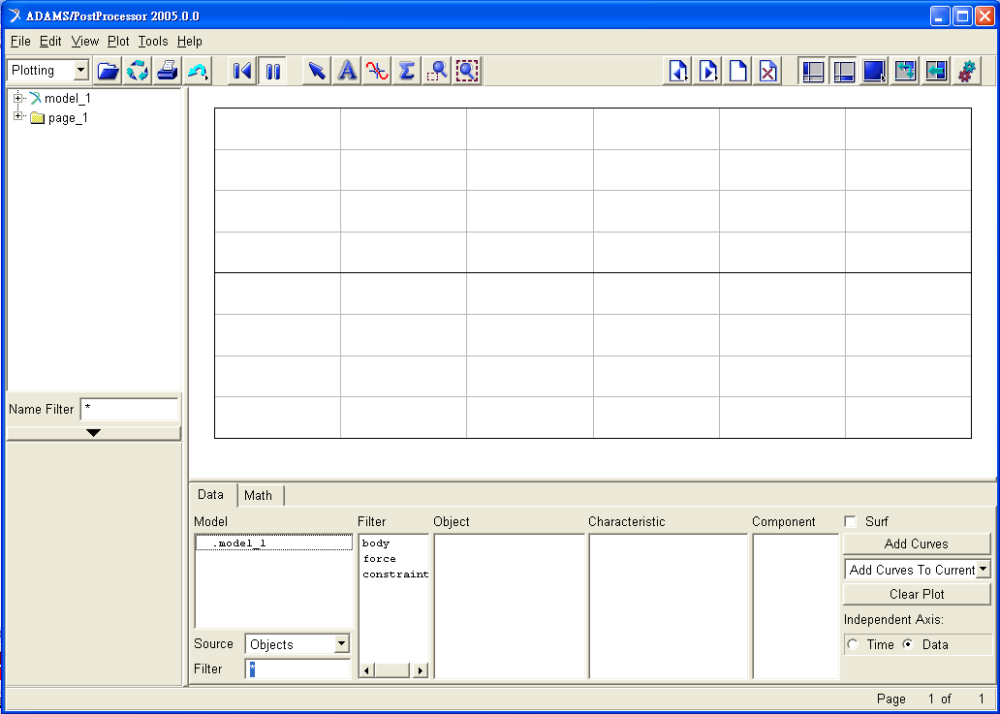 ADAMS/PostProcessor 2005.0.0
File Edit View Plot Tools Help
Plotting
model_1
page_1
Name Filter *
Data Math
Model Filter Object Characteristic Component Surf
.model_1
body
force
constraint
Add Curves
Add Curves To Current
Clear Plot
Independent Axis:
Time Data
Source Objects
Filter *
Page 1 of 1